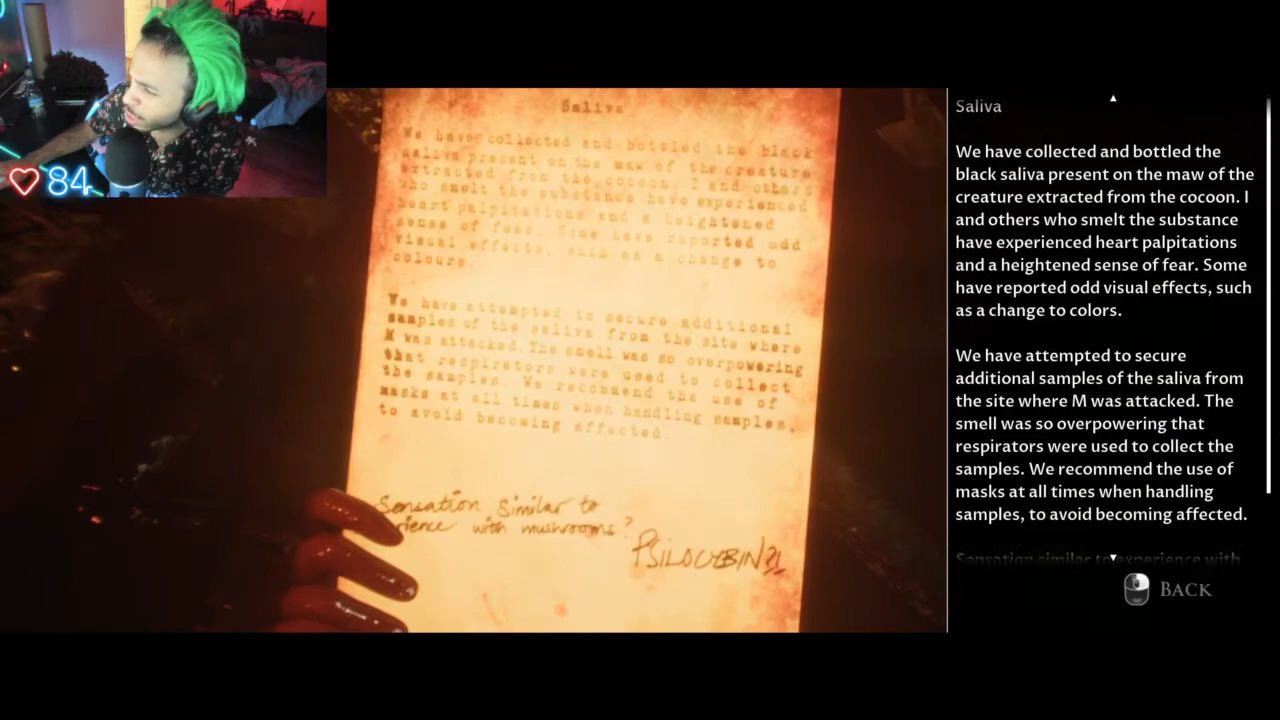 84
Saliva
We have collected and bottled the black
saliva present on the maw of the creature
extracted from the cocoon. I and others
who smelt the substance have experienced
heart palpitations and a heightened
sense of fear. Some have reported odd
visual effects, such as a change to
colours.
We have attempted to secure additional
samples of the saliva from the site where
M was attacked. The smell was so overpowering
that respirators were used to collect
the samples. We recommend the use of
masks at all times when handling samples,
to avoid becoming affected.
Sensation similar to
rience with mushrooms?
PSILOCYBIN?!
Saliva
We have collected and bottled the
black saliva present on the maw of the
creature extracted from the cocoon. I
and others who smelt the substance
have experienced heart palpitations
and a heightened sense of fear. Some
have reported odd visual effects, such
as a change to colors.
We have attempted to secure
additional samples of the saliva from
the site where M was attacked. The
smell was so overpowering that
respirators were used to collect the
samples. We recommend the use of
masks at all times when handling
samples, to avoid becoming affected.
Sensation similar to experience with
BACK